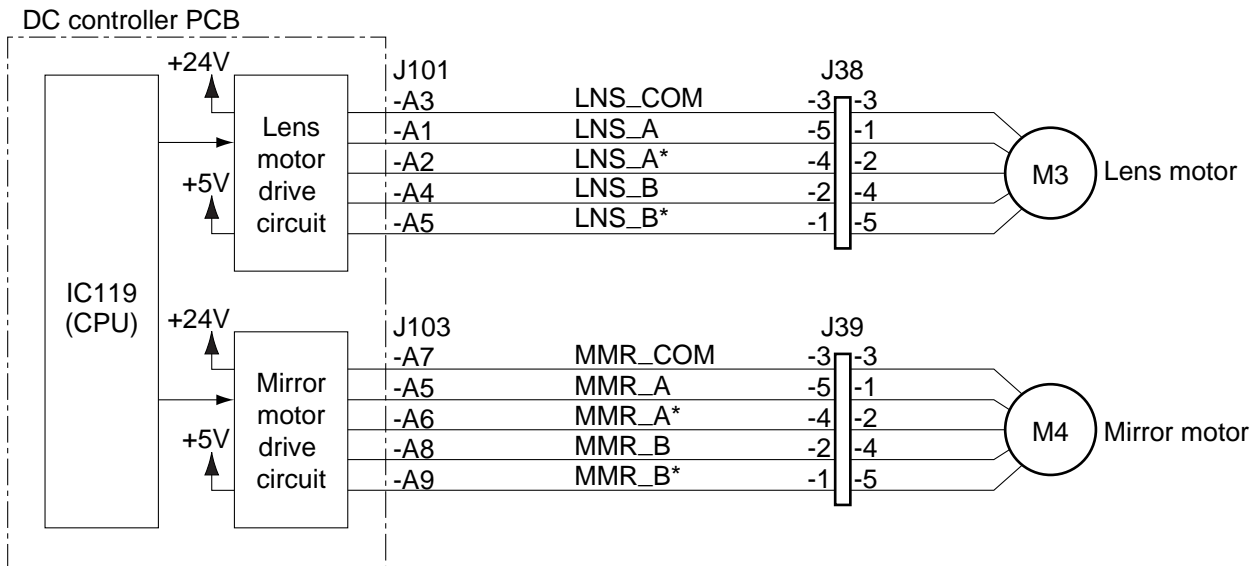 DC controller PCB
+24V
J101
J38
-A3 LNS_COM -3 -3
-A1 LNS_A -5 -1
-A2 LNS_A* -4 -2
-A4 LNS_B -2 -4
-A5 LNS_B* -1 -5
Lens
motor
drive
circuit
+5V
M3
Lens motor
IC119
(CPU)
+24V
J103
J39
-A7 MMR_COM -3 -3
-A5 MMR_A -5 -1
-A6 MMR_A* -4 -2
-A8 MMR_B -2 -4
-A9 MMR_B* -1 -5
Mirror
motor
drive
circuit
+5V
M4
Mirror motor